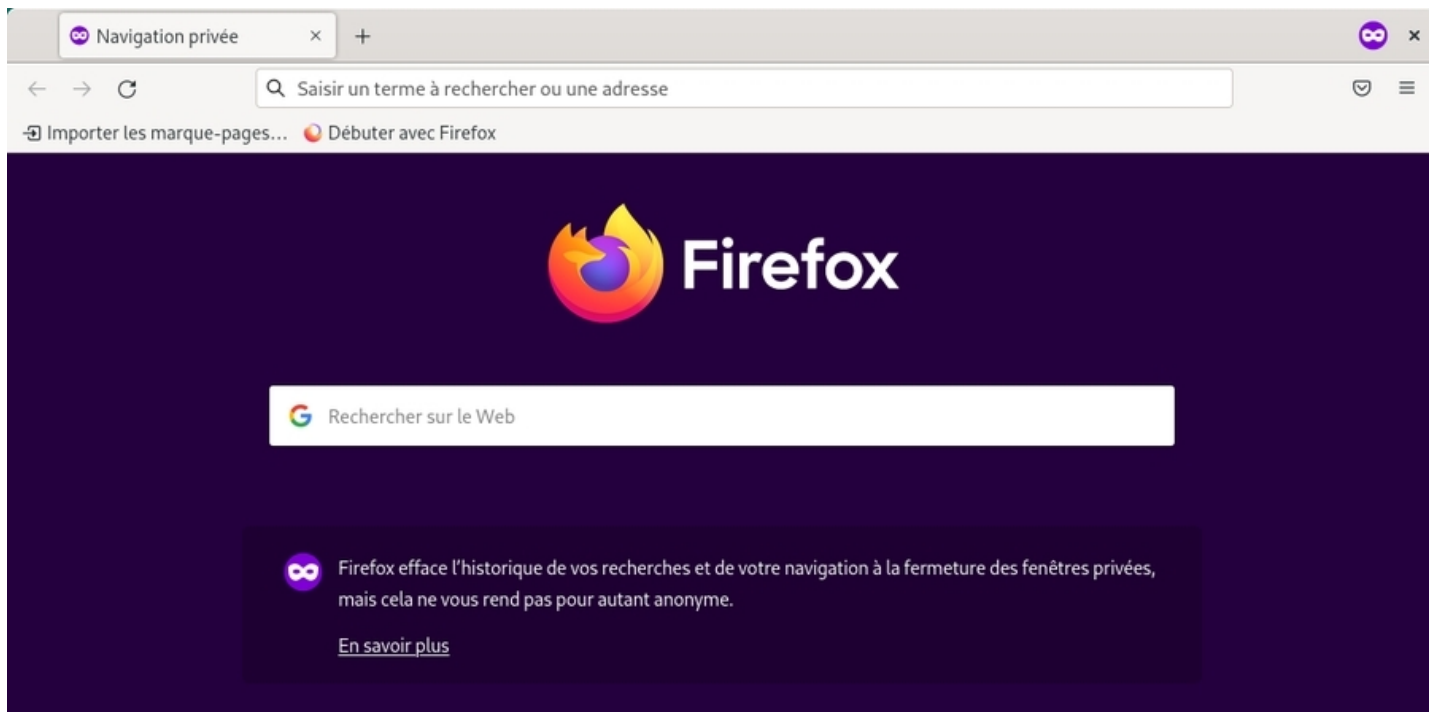 Navigation privée
Saisir un terme à rechercher ou une adresse
Importer les marque-pages... Débuter avec Firefox
Firefox
Rechercher sur le Web
Firefox efface l’historique de vos recherches et de votre navigation à la fermeture des fenêtres privées,
mais cela ne vous rend pas pour autant anonyme.
En savoir plus